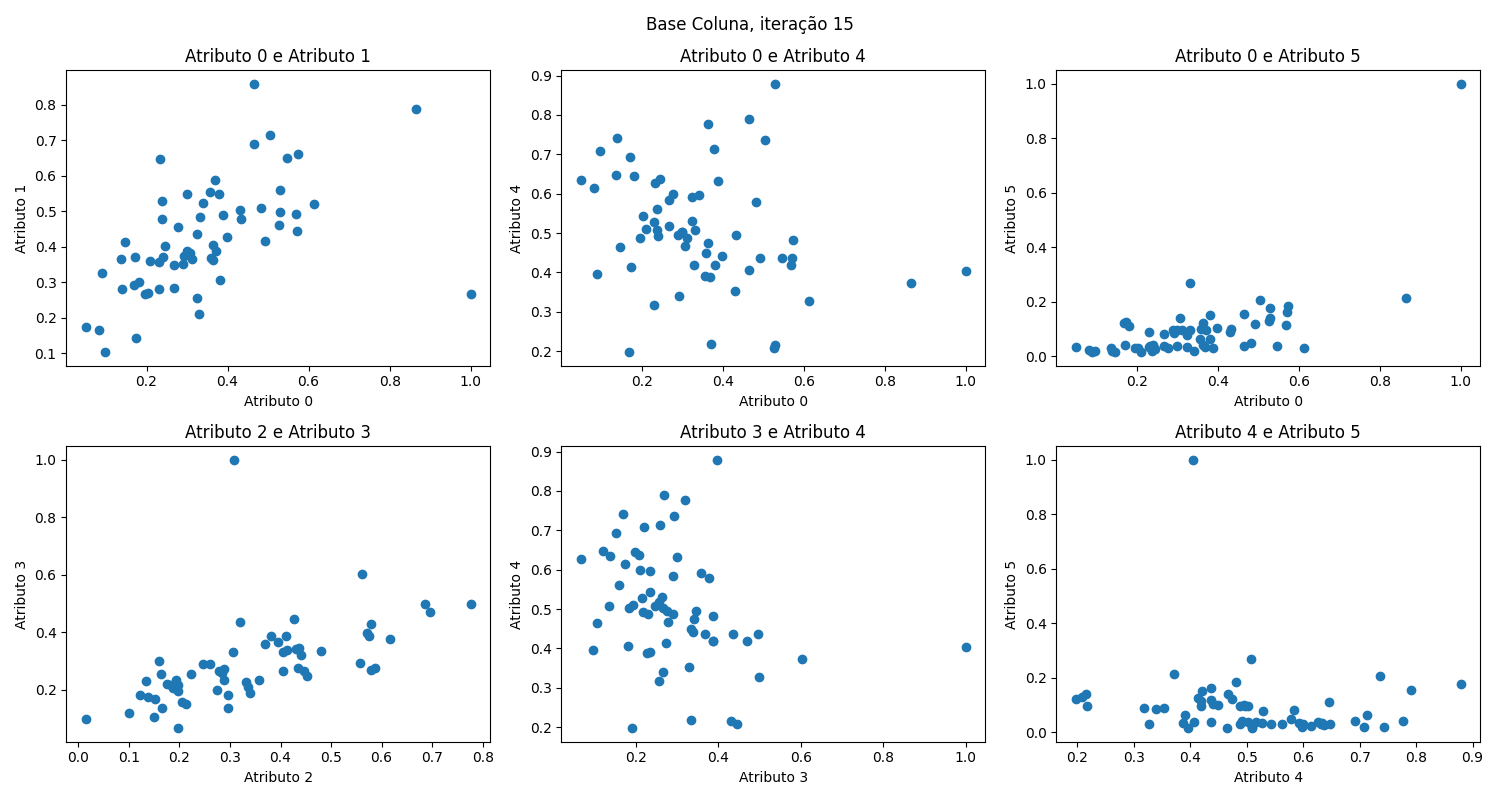 Base Coluna, iteração 15
Atributo 0 e Atributo 1
Atributo 1
0.8
0.7
0.6
0.5
0.4
0.3
0.2
0.1
0.2 0.4 0.6 0.8 1.0
Atributo 0
Atributo 0 e Atributo 4
Atributo 4
0.9
0.8
0.7
0.6
0.5
0.4
0.3
0.2
0.2 0.4 0.6 0.8 1.0
Atributo 0
Atributo 0 e Atributo 5
Atributo 5
1.0
0.8
0.6
0.4
0.2
0.0
0.2 0.4 0.6 0.8 1.0
Atributo 0
Atributo 2 e Atributo 3
Atributo 3
1.0
0.8
0.6
0.4
0.2
0.0 0.1 0.2 0.3 0.4 0.5 0.6 0.7 0.8
Atributo 2
Atributo 3 e Atributo 4
Atributo 4
0.9
0.8
0.7
0.6
0.5
0.4
0.3
0.2
0.2 0.4 0.6 0.8 1.0
Atributo 3
Atributo 4 e Atributo 5
Atributo 5
1.0
0.8
0.6
0.4
0.2
0.0
0.2 0.3 0.4 0.5 0.6 0.7 0.8 0.9
Atributo 4